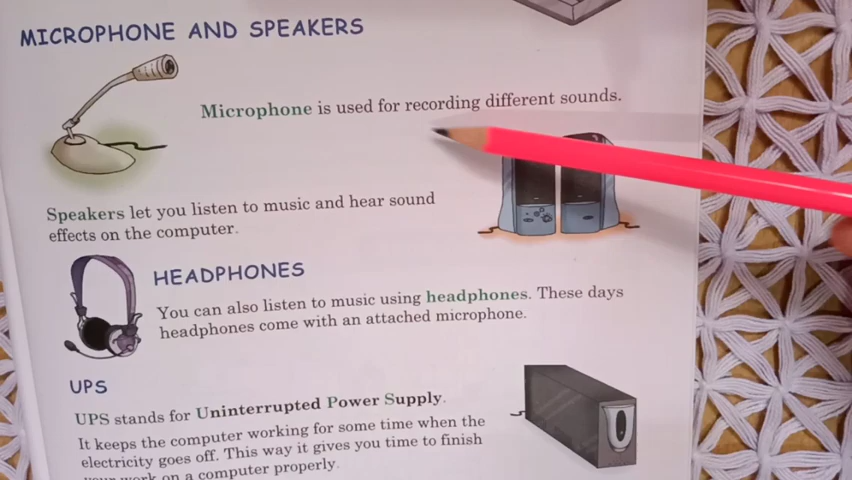 MICROPHONE AND SPEAKERS
Microphone is used for recording different sounds.
Speakers let you listen to music and hear sound
effects on the computer.
HEADPHONES
You can also listen to music using headphones. These days
headphones come with an attached microphone.
UPS
UPS stands for Uninterrupted Power Supply.
It keeps the computer working for some time when the
electricity goes off. This way it gives you time to finish
your work on a computer properly.